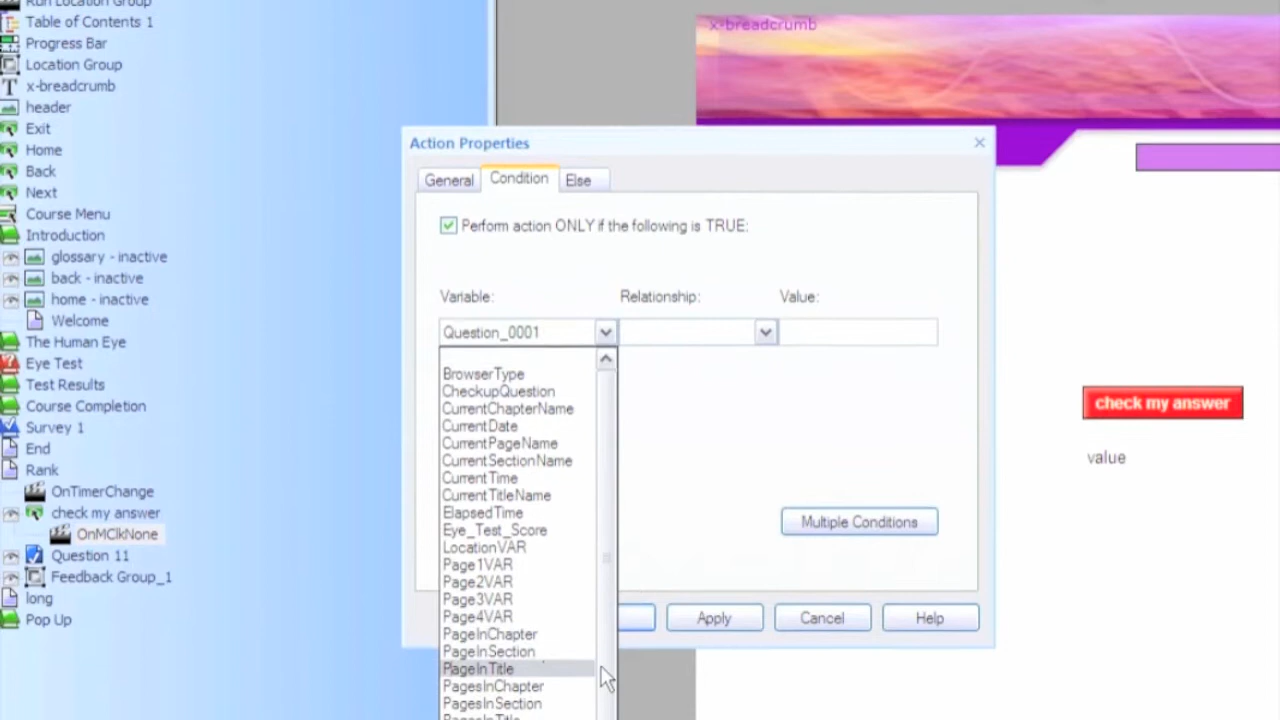 Run Location Group
Table of Contents 1
Progress Bar
Location Group
x-breadcrumb
header
Exit
Home
Back
Next
Course Menu
Introduction
glossary - inactive
back - inactive
home - inactive
Welcome
The Human Eye
Eye Test
Test Results
Course Completion
Survey 1
End
Rank
OnTimerChange
check my answer
OnMClkNone
Question 11
Feedback Group_1
long
Pop Up
x-breadcrumb
Action Properties
General
Condition
Else
Perform action ONLY if the following is TRUE:
Variable:
Relationship:
Value:
Question_0001
BrowserType
CheckupQuestion
CurrentChapterName
CurrentDate
CurrentPageName
CurrentSectionName
CurrentTime
CurrentTitleName
ElapsedTime
Eye_Test_Score
LocationVAR
Page1VAR
Page2VAR
Page3VAR
Page4VAR
PageInChapter
PageInSection
PageInTitle
PagesInChapter
PagesInSection
PagesInTitle
Multiple Conditions
Apply
Cancel
Help
check my answer
value